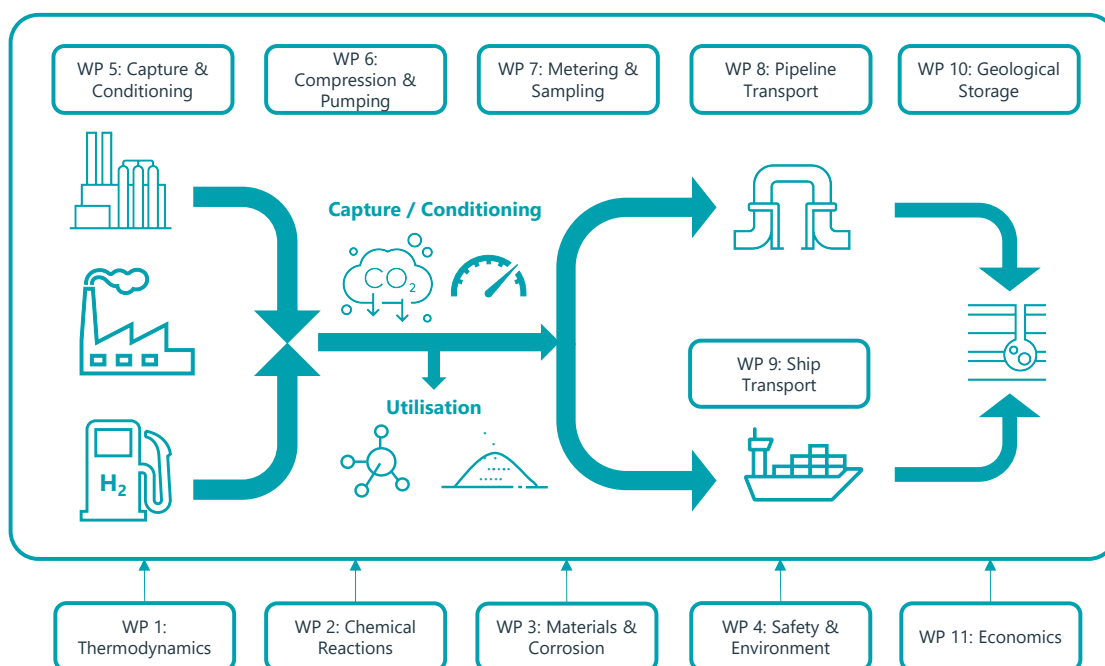 WP 5: Capture &
Conditioning
WP 6:
Compression &
Pumping
WP 7: Metering &
Sampling
WP 8: Pipeline
Transport
WP 10: Geological
Storage
Capture / Conditioning
CO₂
WP 9: Ship
Transport
Utilisation
H₂
WP 1:
Thermodynamics
WP 2: Chemical
Reactions
WP 3: Materials &
Corrosion
WP 4: Safety &
Environment
WP 11: Economics